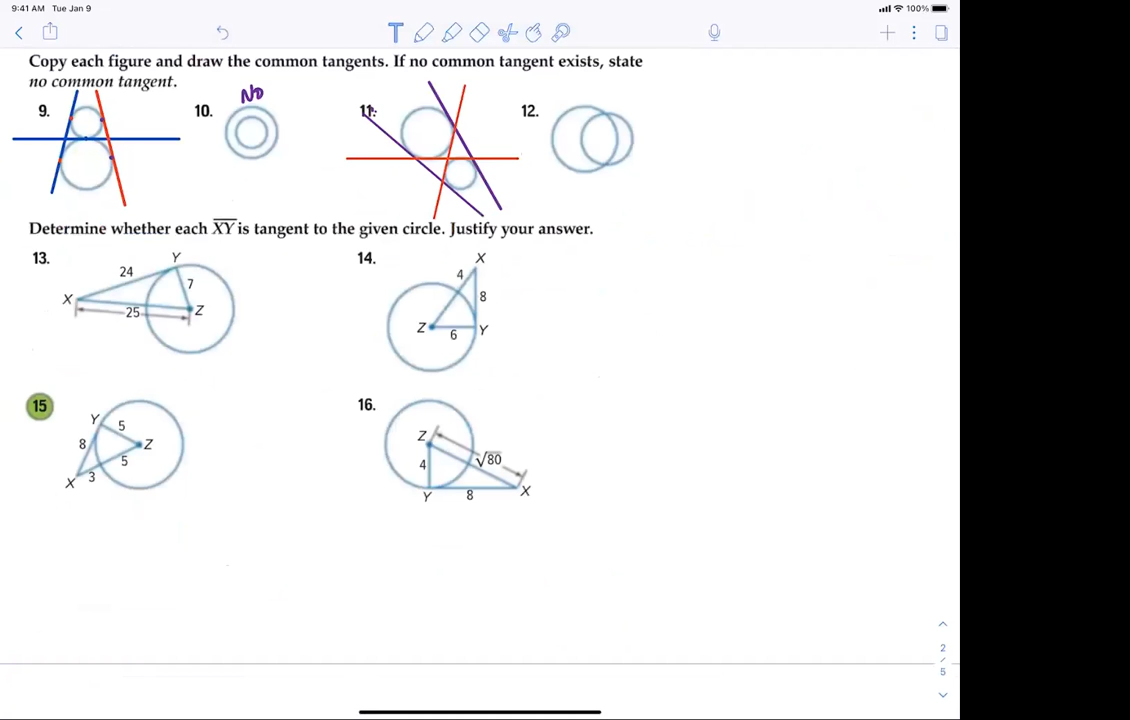 9:41 AM Tue Jan 9
100%
T
Copy each figure and draw the common tangents. If no common tangent exists, state
no common tangent.
9.
10.
NO
11.
12.
Determine whether each XY is tangent to the given circle. Justify your answer.
13.
24
Y
7
X
25
Z
14.
X
4
8
Z
6
Y
15
Y
5
8
Z
5
X
3
16.
Z
4
√80
Y
8
X
2
/
5